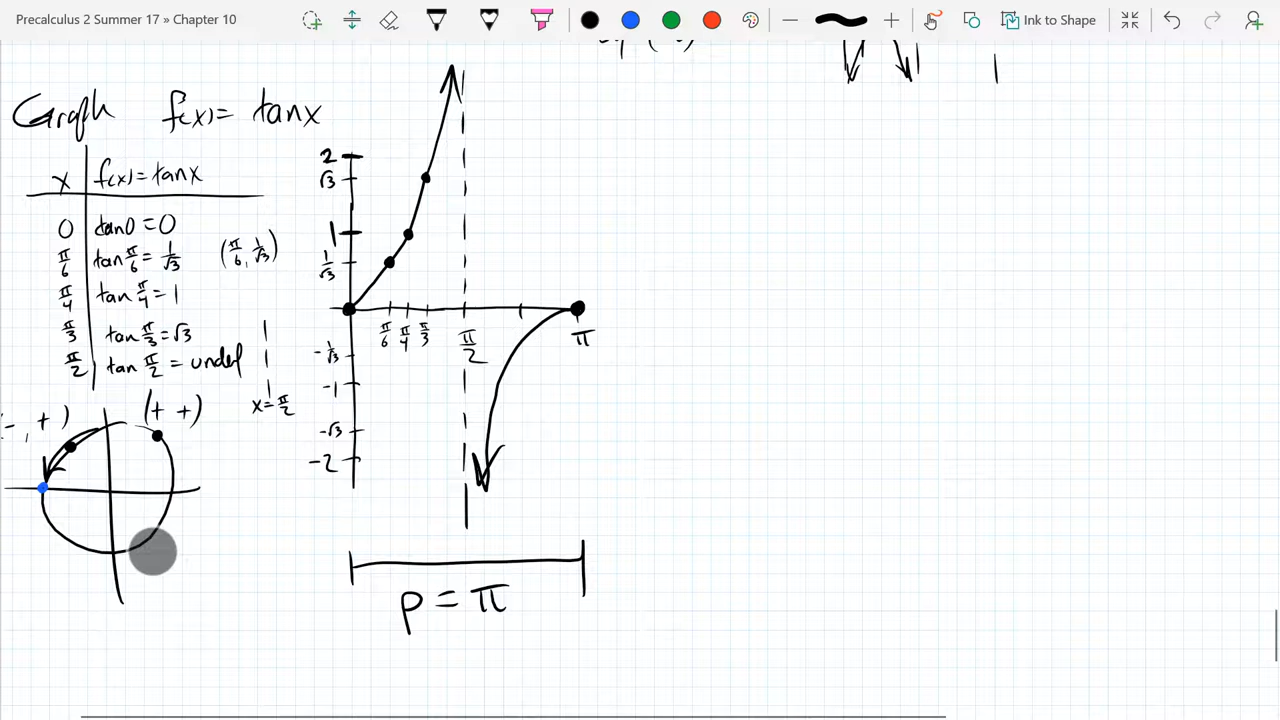 Precalculus 2 Summer 17 » Chapter 10
Ink to Shape
Graph f(x) = tanx
x f(x) = tanx
0 tan0 = 0
π/6 tan π/6 = 1/√3 (π/6, 1/√3)
π/4 tan π/4 = 1
π/3 tan π/3 = √3
π/2 tan π/2 = undef
x = π/2
(-, +) (+ +)
2
√3
1
1/√3
π/6 π/4 π/3 π/2 π
-1/√3
-1
-√3
-2
p = π